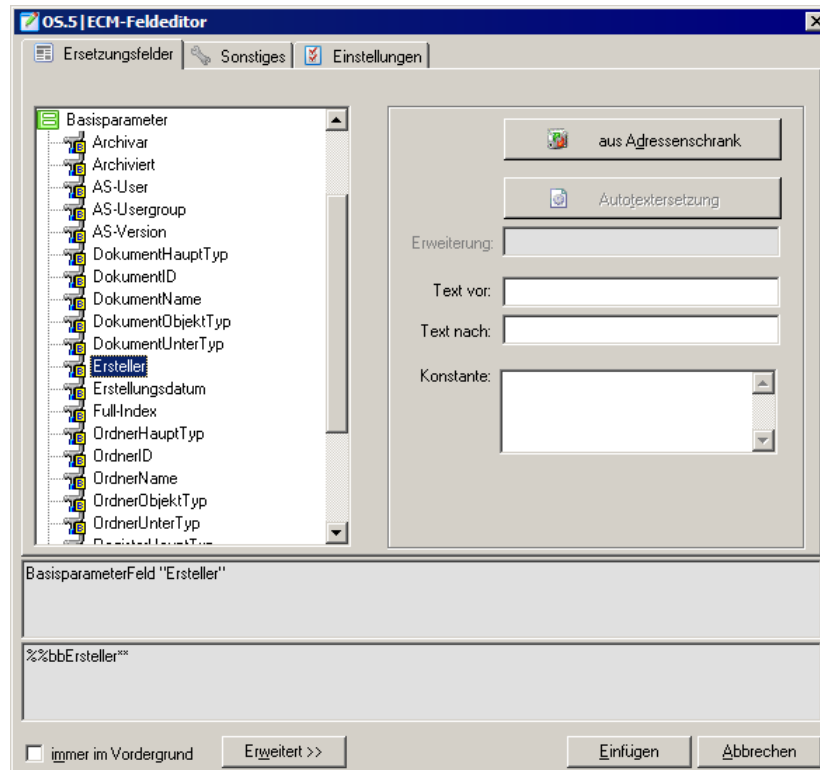 OS.5|ECM-Feldeditor
Ersetzungsfelder
Sonstiges
Einstellungen
Basisparameter
Archivar
Archiviert
AS-User
AS-Usergroup
AS-Version
DokumentHauptTyp
DokumentID
DokumentName
DokumentObjektTyp
DokumentUnterTyp
Ersteller
Erstellungsdatum
Full-Index
OrdnerHauptTyp
OrdnerID
OrdnerName
OrdnerObjektTyp
OrdnerUnterTyp
RegisterHauptTyp
aus Adressenschrank
Autotextersetzung
Erweiterung:
Text vor:
Text nach:
Konstante:
BasisparameterFeld "Ersteller"
%%bbErsteller**
immer im Vordergrund
Erweitert >>
Einfügen
Abbrechen